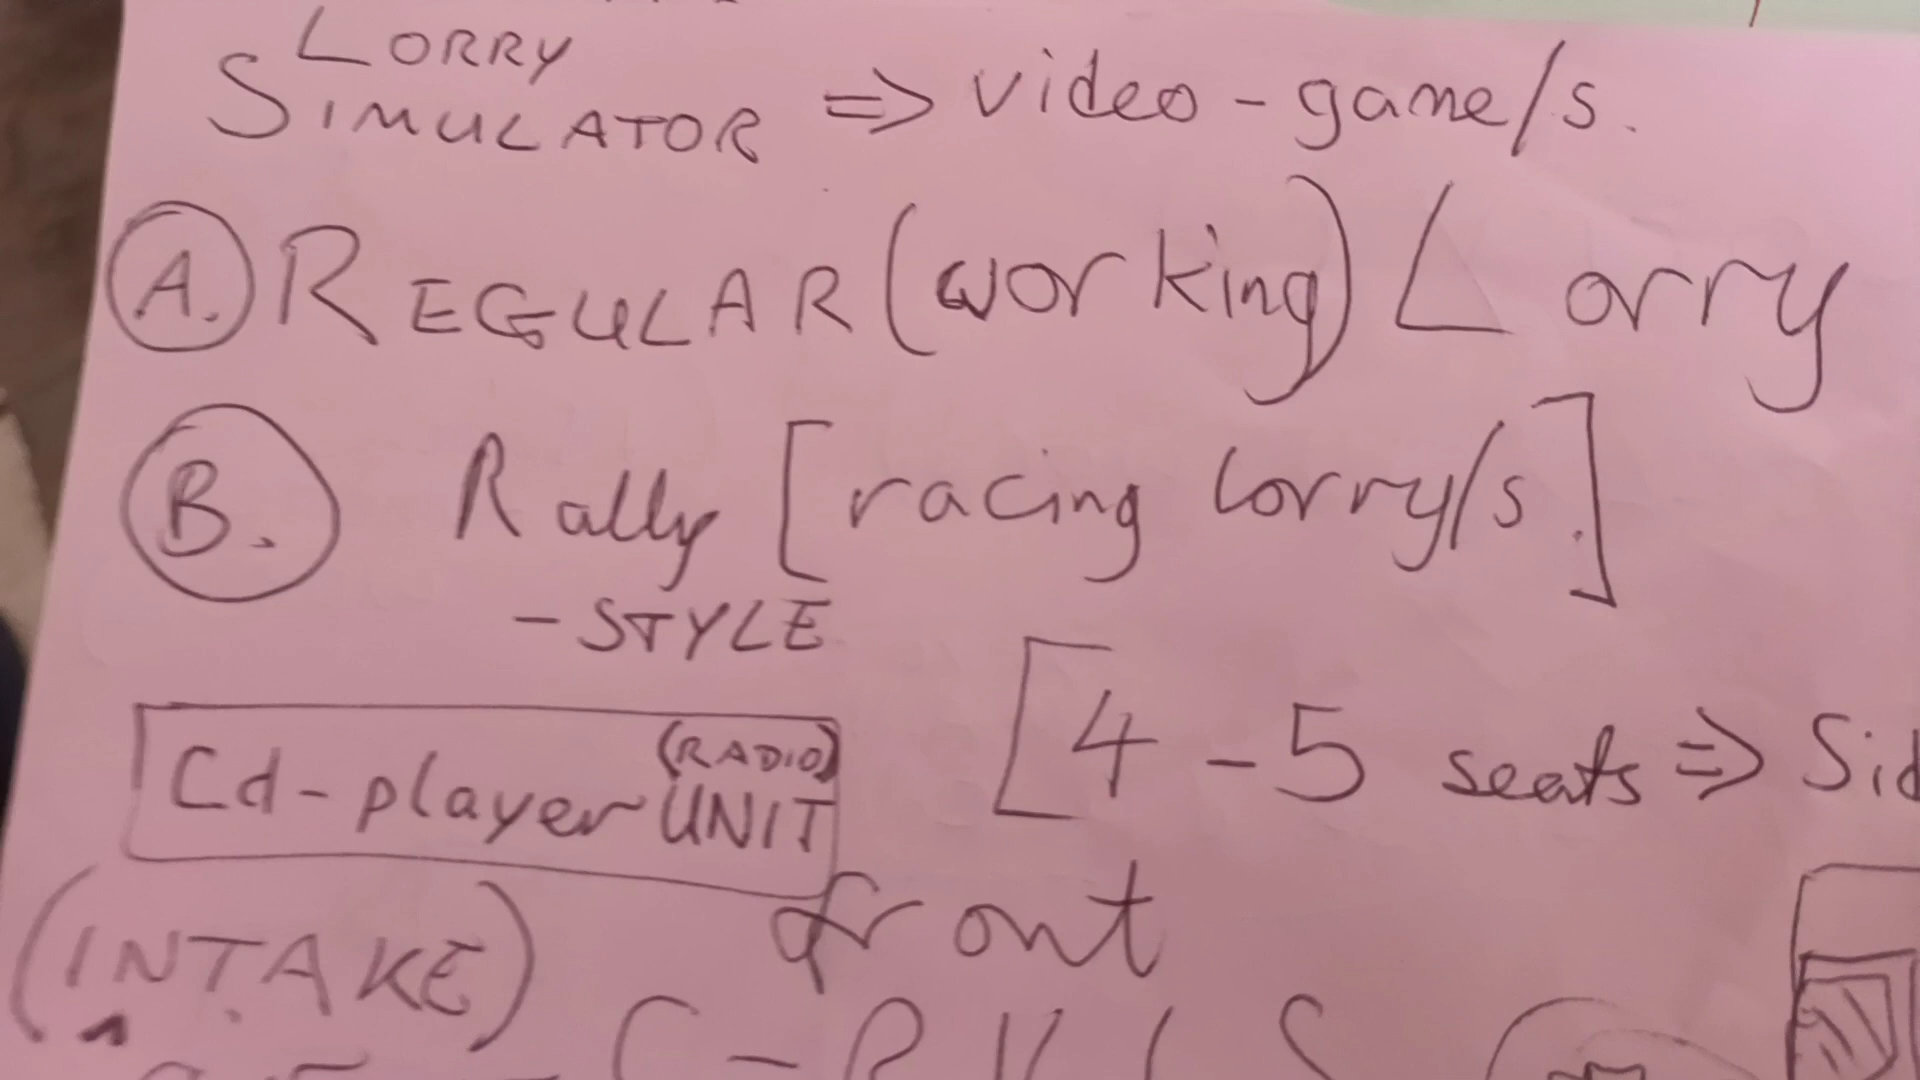 LORRY
SIMULATOR => video-game/s.
A. REGULAR (working) Lorry
B. Rally [racing lorry/s.]
-STYLE
Cd-player (RADIO) UNIT
[4-5 seats =>
front
(INTAKE)